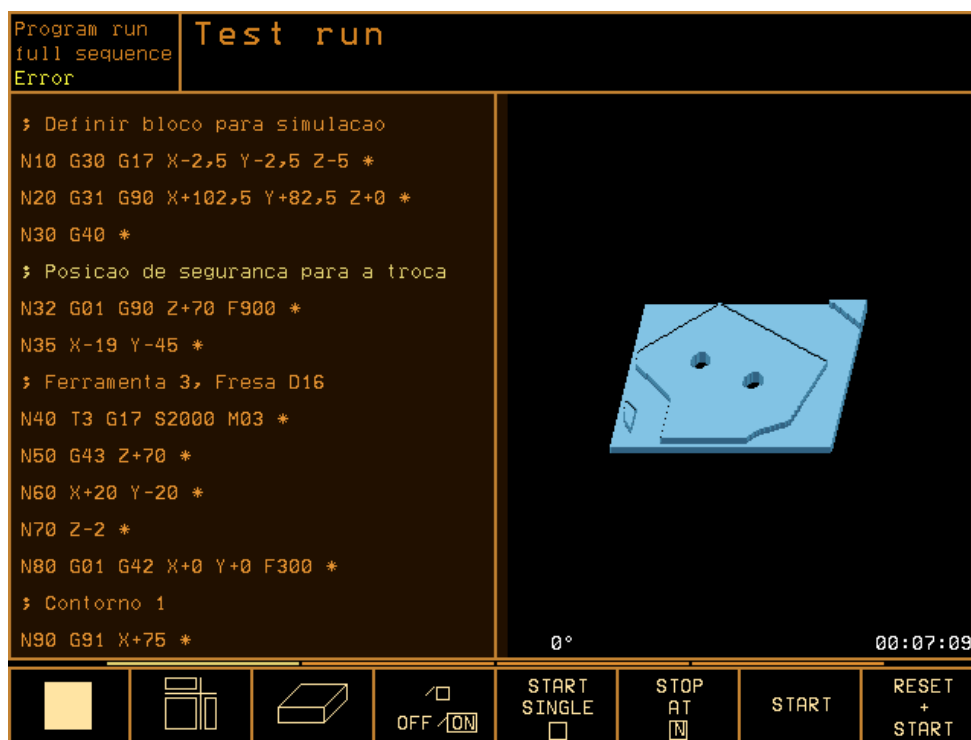 Program run
full sequence
Error
Test run
; Definir bloco para simulacao
N10 G30 G17 X-2,5 Y-2,5 Z-5 *
N20 G31 G90 X+102,5 Y+82,5 Z+0 *
N30 G40 *
; Posicao de seguranca para a troca
N32 G01 G90 Z+70 F900 *
N35 X-19 Y-45 *
; Ferramenta 3, Fresa D16
N40 T3 G17 S2000 M03 *
N50 G43 Z+70 *
N60 X+20 Y-20 *
N70 Z-2 *
N80 G01 G42 X+0 Y+0 F300 *
; Contorno 1
N90 G91 X+75 *
0°
00:07:09
OFF / ON
START
SINGLE
STOP
AT
N
START
RESET
+
START